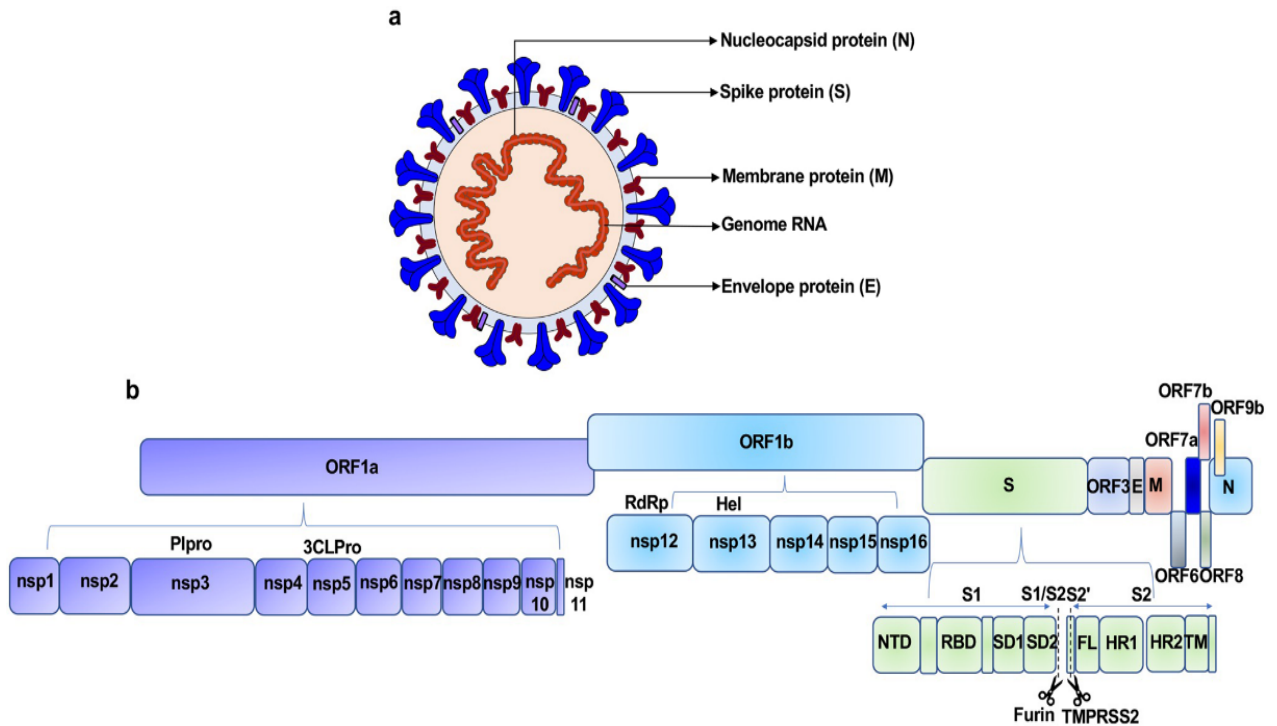 a
Nucleocapsid protein (N)
Spike protein (S)
Membrane protein (M)
Genome RNA
Envelope protein (E)
b
ORF7b
ORF9b
ORF1b
ORF7a
ORF1a
S
ORF3
E
M
N
RdRp
Hel
nsp12
nsp13
nsp14
nsp15
nsp16
PIpro
3CLPro
ORF6
ORF8
nsp1
nsp2
nsp3
nsp4
nsp5
nsp6
nsp7
nsp8
nsp9
nsp
10
nsp
11
S1
S1/S2
S2'
S2
NTD
RBD
SD1
SD2
FL
HR1
HR2
TM
Furin
TMPRSS2